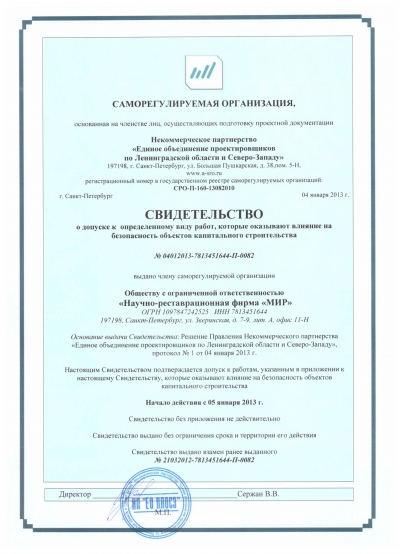 САМОРЕГУЛИРУЕМАЯ ОРГАНИЗАЦИЯ,
основанная на членстве лиц, осуществляющих подготовку проектной документации
Некоммерческое партнерство
«Единое объединение проектировщиков
по Ленинградской области и Северо-Западу»
197198, г. Санкт-Петербург, ул. Большая Пушкарская, д. 38, пом. 5-Н.
www.a-sro.ru
регистрационный номер в государственном реестре саморегулируемых организаций:
СРО-П-160-13082010
г. Санкт-Петербург 04 января 2013 г.
СВИДЕТЕЛЬСТВО
о допуске к определенному виду работ, которые оказывают влияние на
безопасность объектов капитального строительства
№ 04012013-7813451644-П-0082
выдано члену саморегулируемой организации
Обществу с ограниченной ответственностью
«Научно-реставрационная фирма «МИР»
ОГРН 1097847242525 ИНН 7813451644
197198, Санкт-Петербург, ул. Зверинская, д. 7-9, лит. А, офис 11-Н
Основание выдачи Свидетельства: Решение Правления Некоммерческого партнерства
«Единое объединение проектировщиков по Ленинградской области и Северо-Западу»,
протокол № 1 от 04 января 2013 г.
Настоящим Свидетельством подтверждается допуск к работам, указанным в приложении к
настоящему Свидетельству, которые оказывают влияние на безопасность объектов
капитального строительства
Начало действия с 05 января 2013 г.
Свидетельство без приложения не действительно
Свидетельство выдано без ограничения срока и территории его действия
Свидетельство выдано взамен ранее выданного
№ 21032012-7813451644-П-0082
Директор Сержан В.В.
М.П.